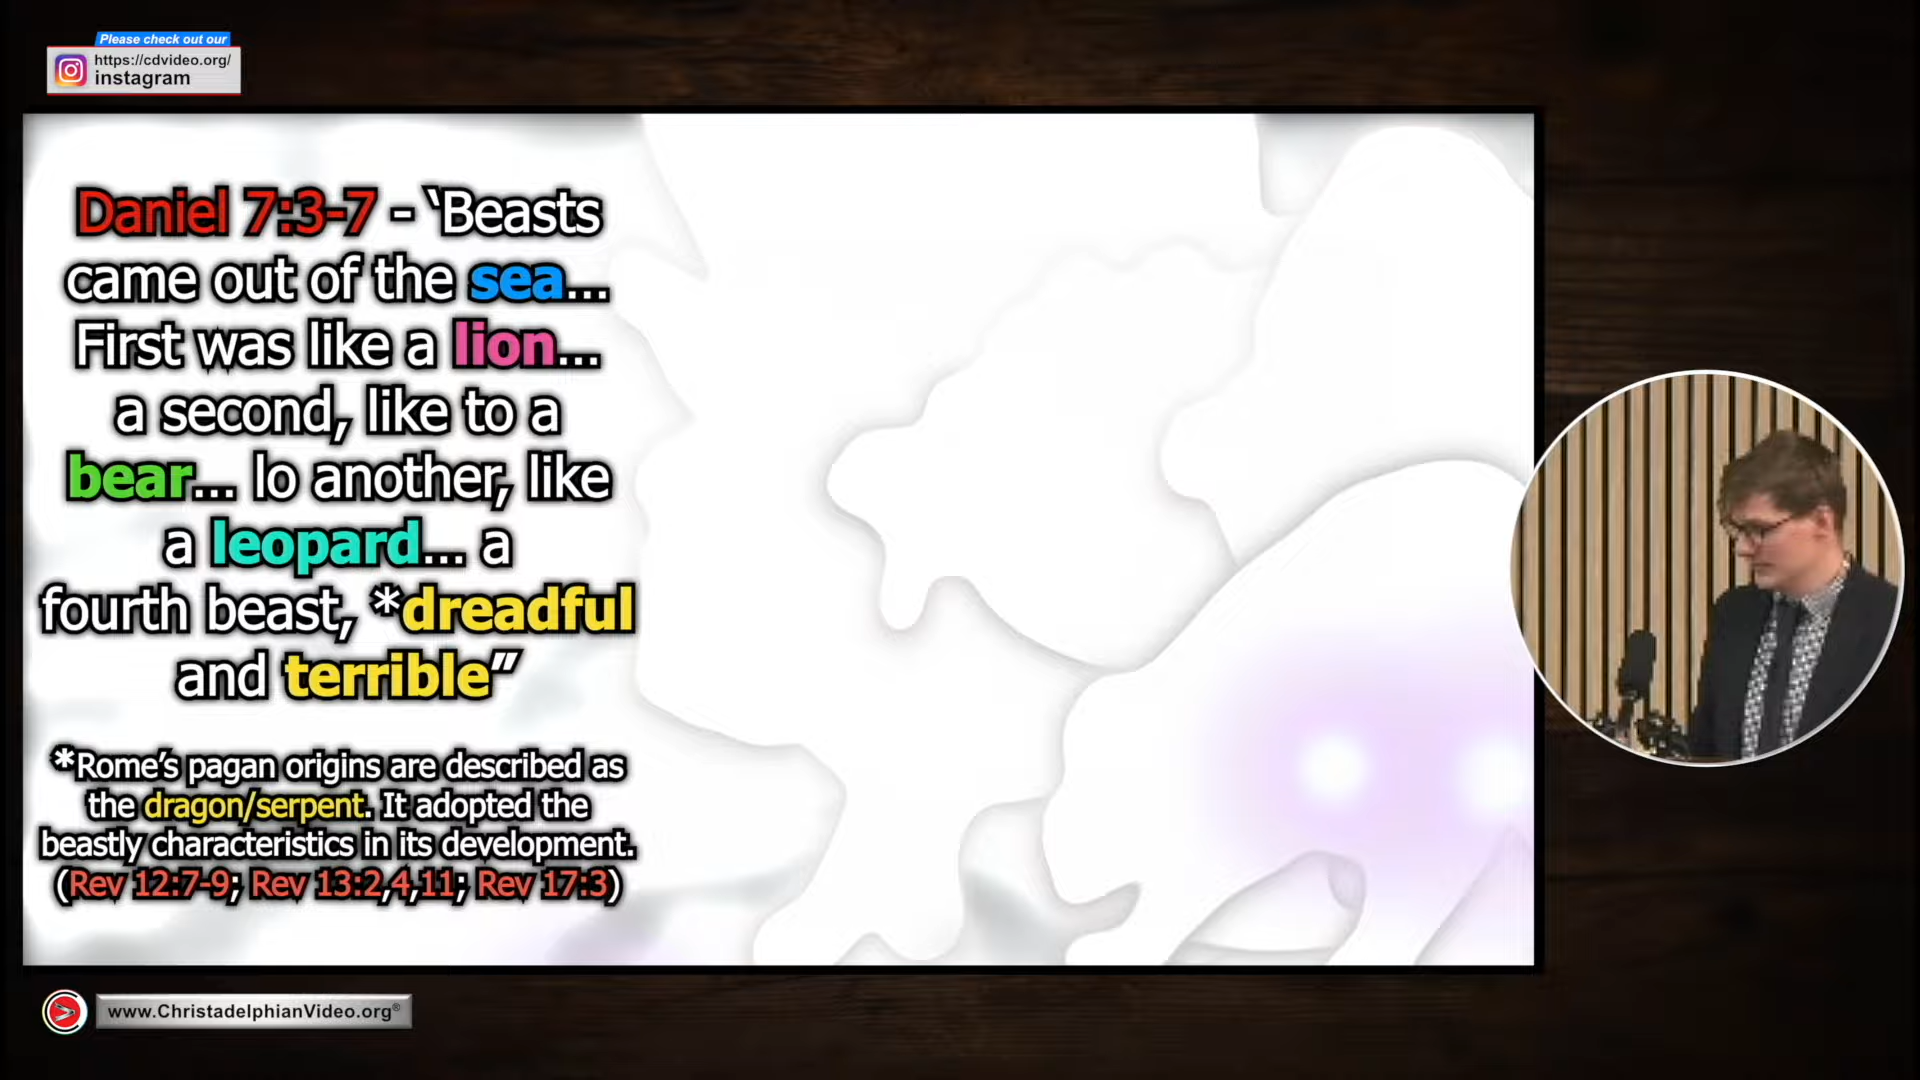 Please check out our
https://cdvideo.org/
instagram
Daniel 7:3-7 - ‘Beasts
came out of the sea...
First was like a lion...
a second, like to a
bear... lo another, like
a leopard... a
fourth beast, *dreadful
and terrible”
*Rome’s pagan origins are described as
the dragon/serpent. It adopted the
beastly characteristics in its development.
(Rev 12:7-9; Rev 13:2,4,11; Rev 17:3)
www.ChristadelphianVideo.org®